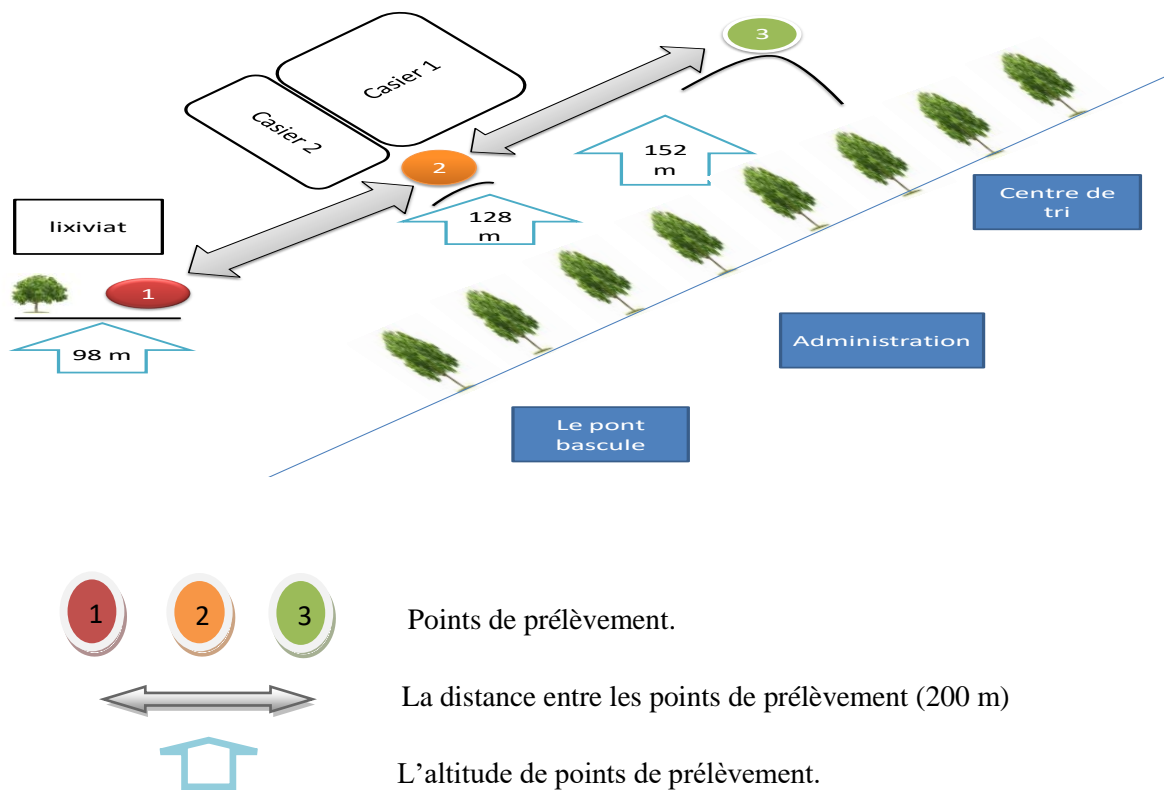 3
Casier 1
Casier 2
2
152
m
Centre de
tri
128
m
lixiviat
1
98 m
Administration
Le pont
bascule
1 2 3 Points de prélèvement.
La distance entre les points de prélèvement (200 m)
L’altitude de points de prélèvement.